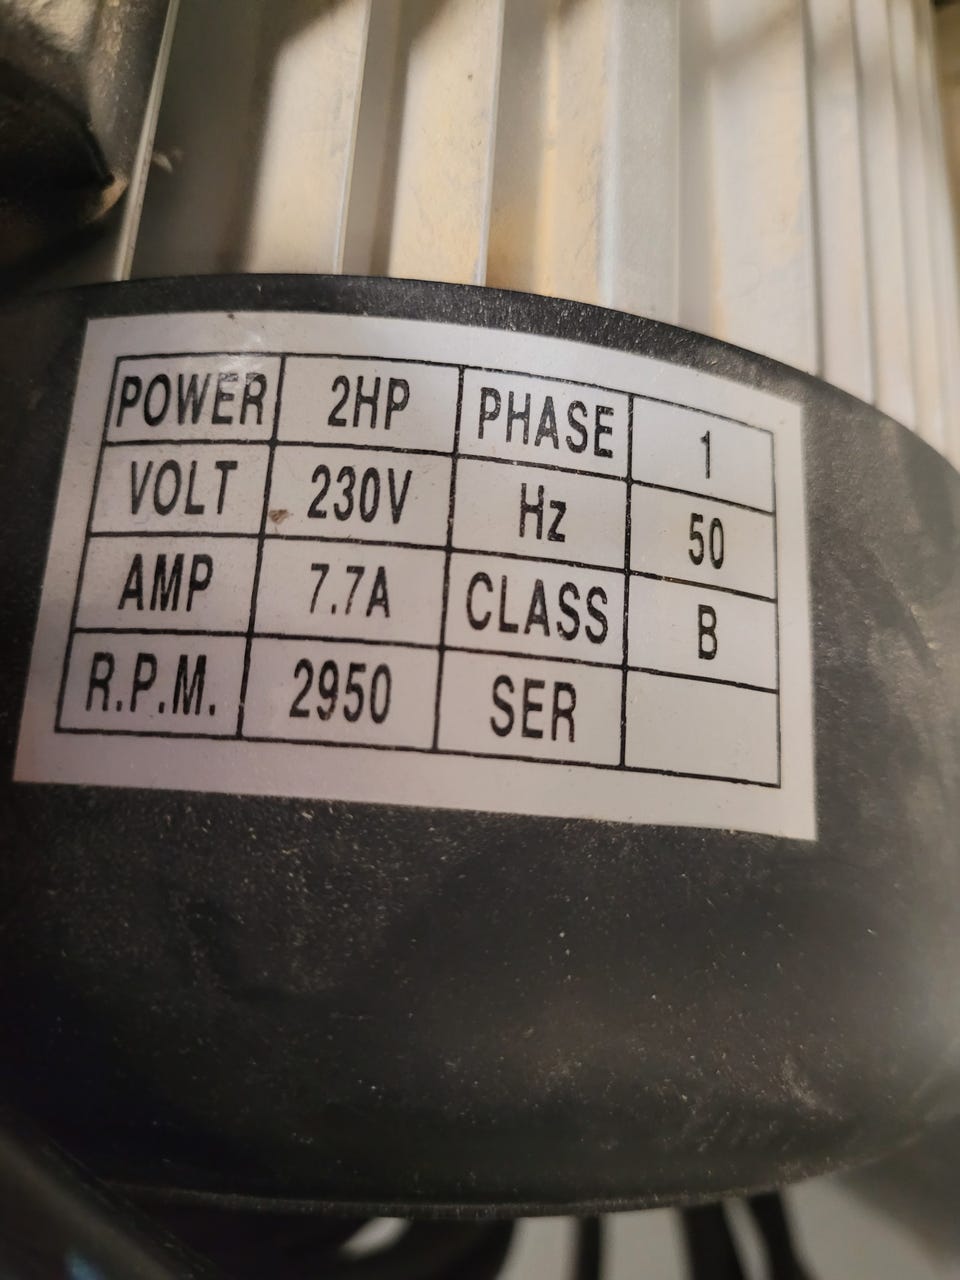 POWER 2HP PHASE 1
VOLT 230V Hz 50
AMP 7.7A CLASS B
R.P.M. 2950 SER